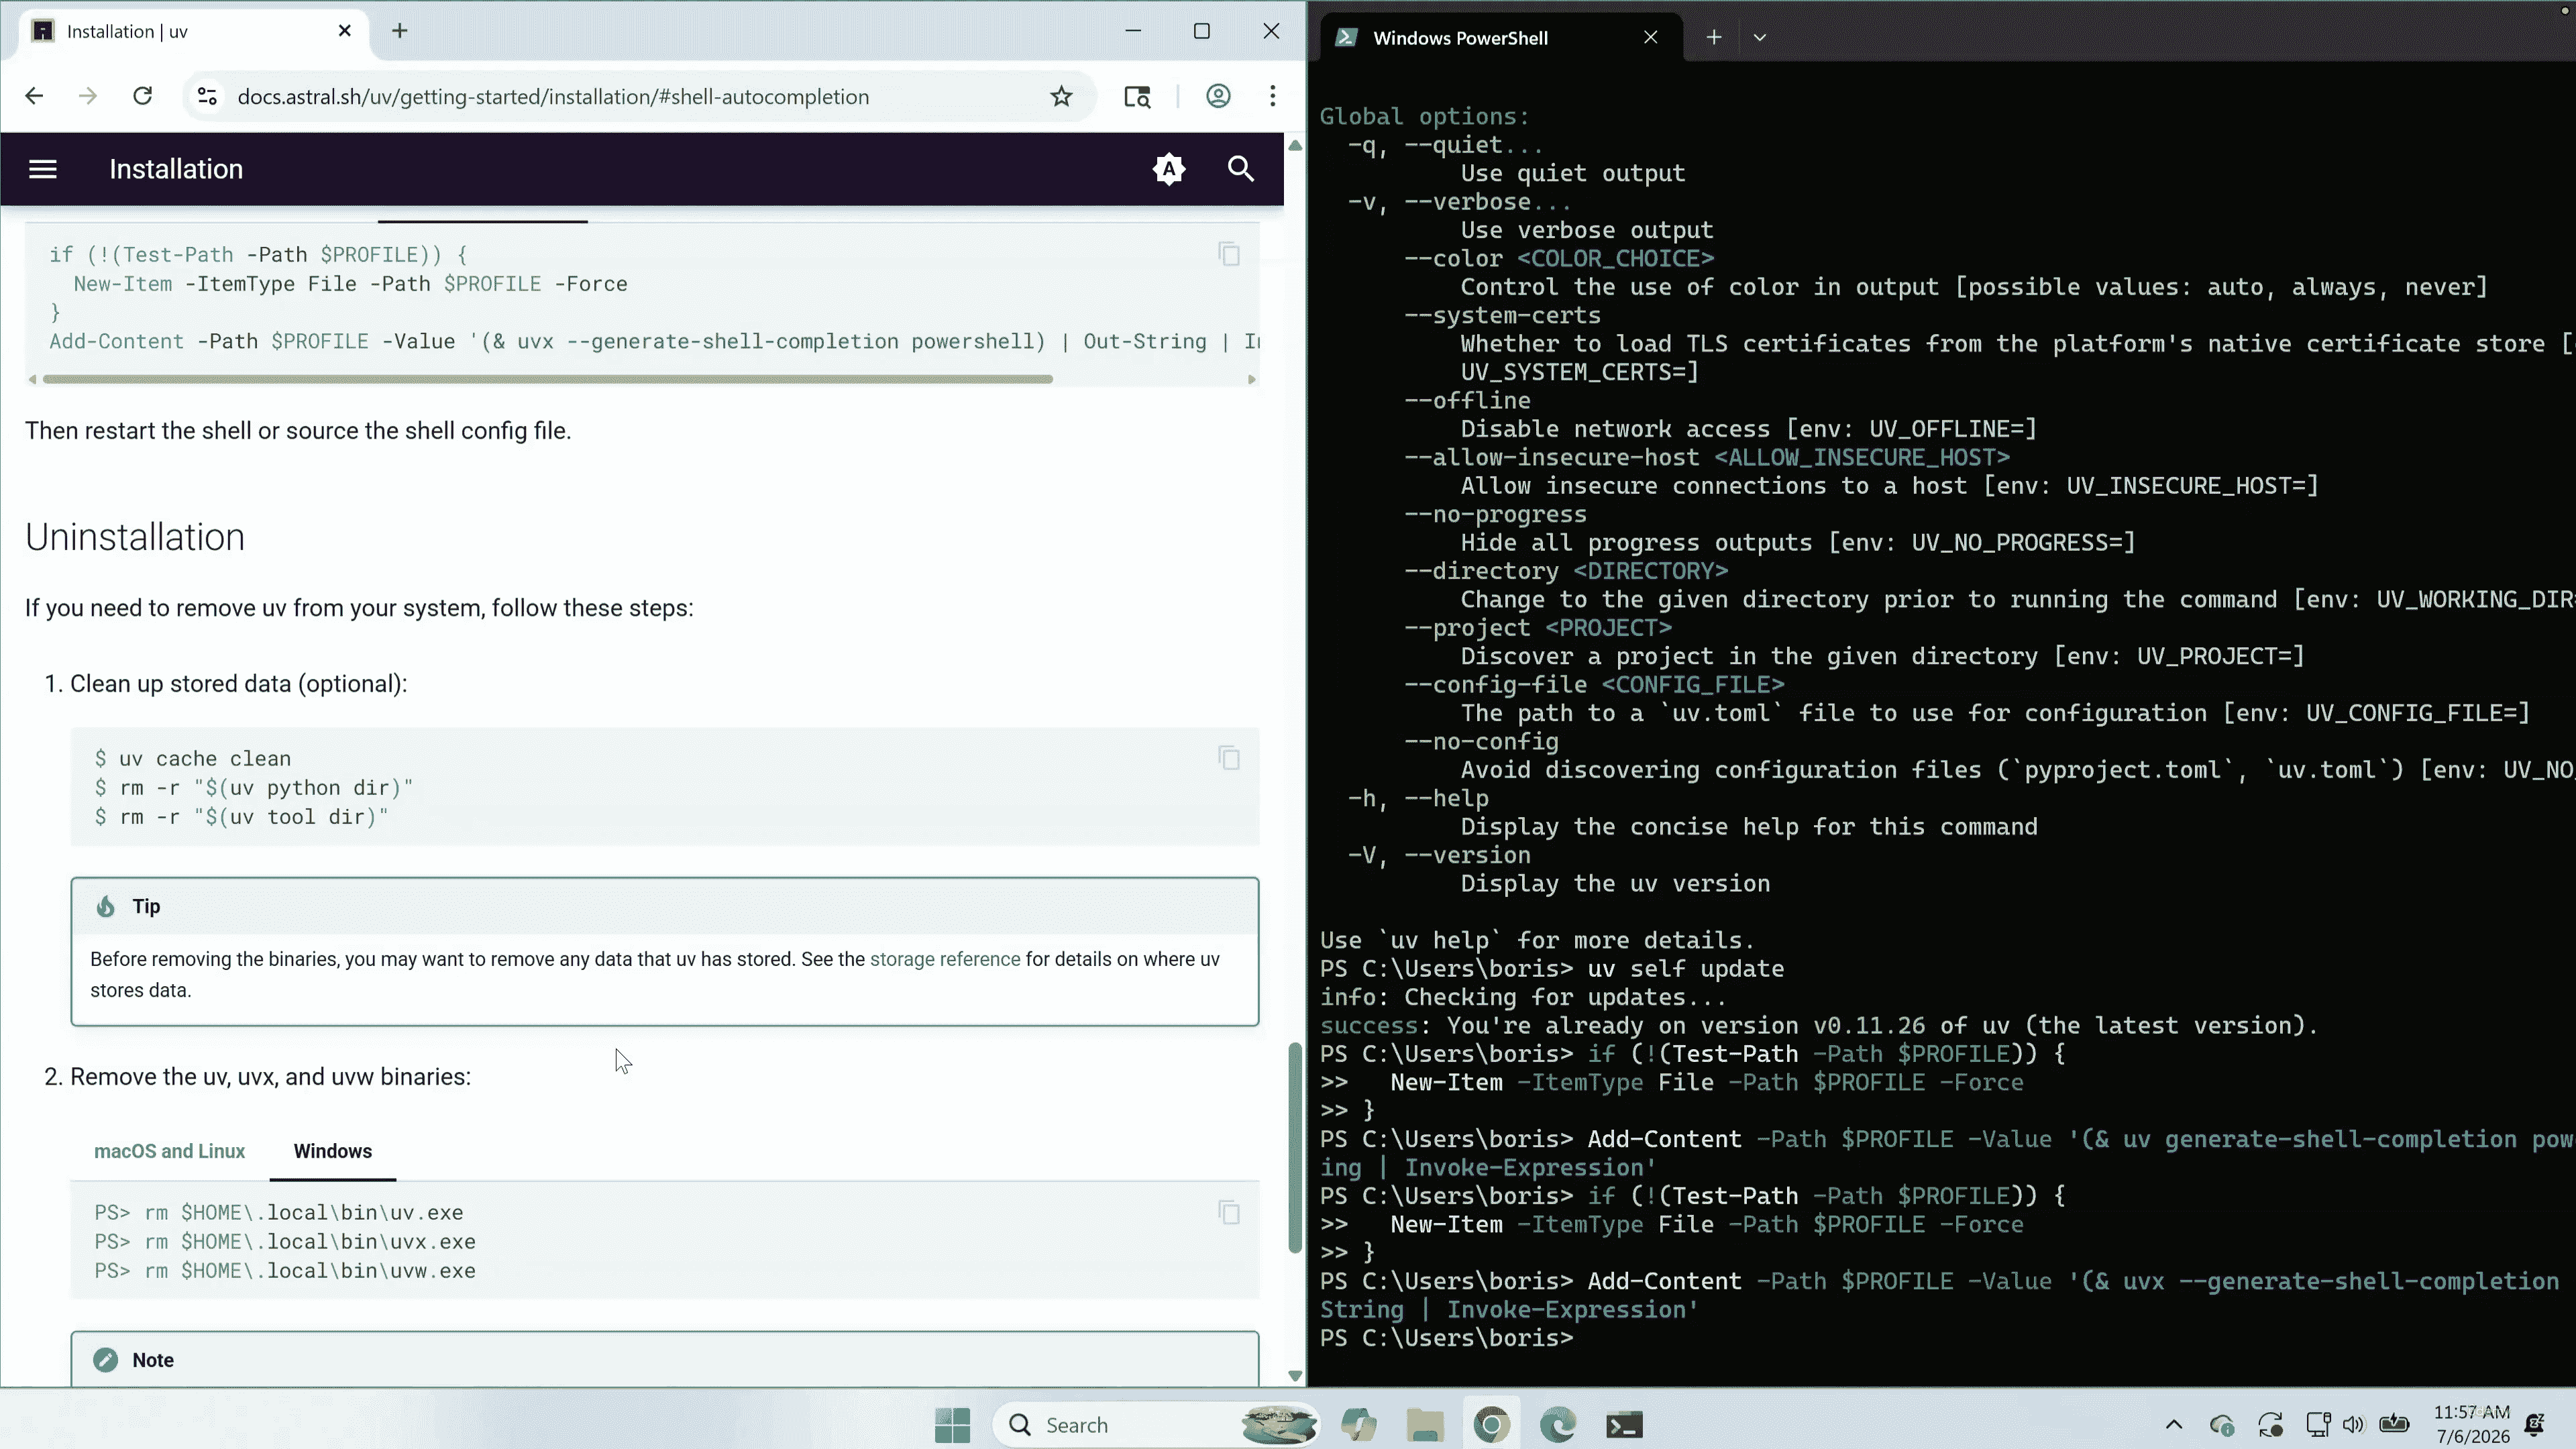 Installation | uv
docs.astral.sh/uv/getting-started/installation/#shell-autocompletion
Installation
if (!(Test-Path -Path $PROFILE)) {
  New-Item -ItemType File -Path $PROFILE -Force
}
Add-Content -Path $PROFILE -Value '(& uvx --generate-shell-completion powershell) | Out-String | I
Then restart the shell or source the shell config file.
Uninstallation
If you need to remove uv from your system, follow these steps:
1. Clean up stored data (optional):
$ uv cache clean
$ rm -r "$(uv python dir)"
$ rm -r "$(uv tool dir)"
Tip
Before removing the binaries, you may want to remove any data that uv has stored. See the storage reference for details on where uv
stores data.
2. Remove the uv, uvx, and uvw binaries:
macOS and Linux Windows
PS> rm $HOME\.local\bin\uv.exe
PS> rm $HOME\.local\bin\uvx.exe
PS> rm $HOME\.local\bin\uvw.exe
Note
Windows PowerShell
Global options:
  -q, --quiet...
          Use quiet output
  -v, --verbose...
          Use verbose output
      --color <COLOR_CHOICE>
          Control the use of color in output [possible values: auto, always, never]
      --system-certs
          Whether to load TLS certificates from the platform's native certificate store [
          UV_SYSTEM_CERTS=]
      --offline
          Disable network access [env: UV_OFFLINE=]
      --allow-insecure-host <ALLOW_INSECURE_HOST>
          Allow insecure connections to a host [env: UV_INSECURE_HOST=]
      --no-progress
          Hide all progress outputs [env: UV_NO_PROGRESS=]
      --directory <DIRECTORY>
          Change to the given directory prior to running the command [env: UV_WORKING_DIR
      --project <PROJECT>
          Discover a project in the given directory [env: UV_PROJECT=]
      --config-file <CONFIG_FILE>
          The path to a `uv.toml` file to use for configuration [env: UV_CONFIG_FILE=]
      --no-config
          Avoid discovering configuration files (`pyproject.toml`, `uv.toml`) [env: UV_NO
  -h, --help
          Display the concise help for this command
  -V, --version
          Display the uv version
Use `uv help` for more details.
PS C:\Users\boris> uv self update
info: Checking for updates...
success: You're already on version v0.11.26 of uv (the latest version).
PS C:\Users\boris> if (!(Test-Path -Path $PROFILE)) {
>>   New-Item -ItemType File -Path $PROFILE -Force
>> }
PS C:\Users\boris> Add-Content -Path $PROFILE -Value '(& uv generate-shell-completion pow
ing | Invoke-Expression'
PS C:\Users\boris> if (!(Test-Path -Path $PROFILE)) {
>>   New-Item -ItemType File -Path $PROFILE -Force
>> }
PS C:\Users\boris> Add-Content -Path $PROFILE -Value '(& uvx --generate-shell-completion
String | Invoke-Expression'
PS C:\Users\boris>
Search
11:57 AM
7/6/2026